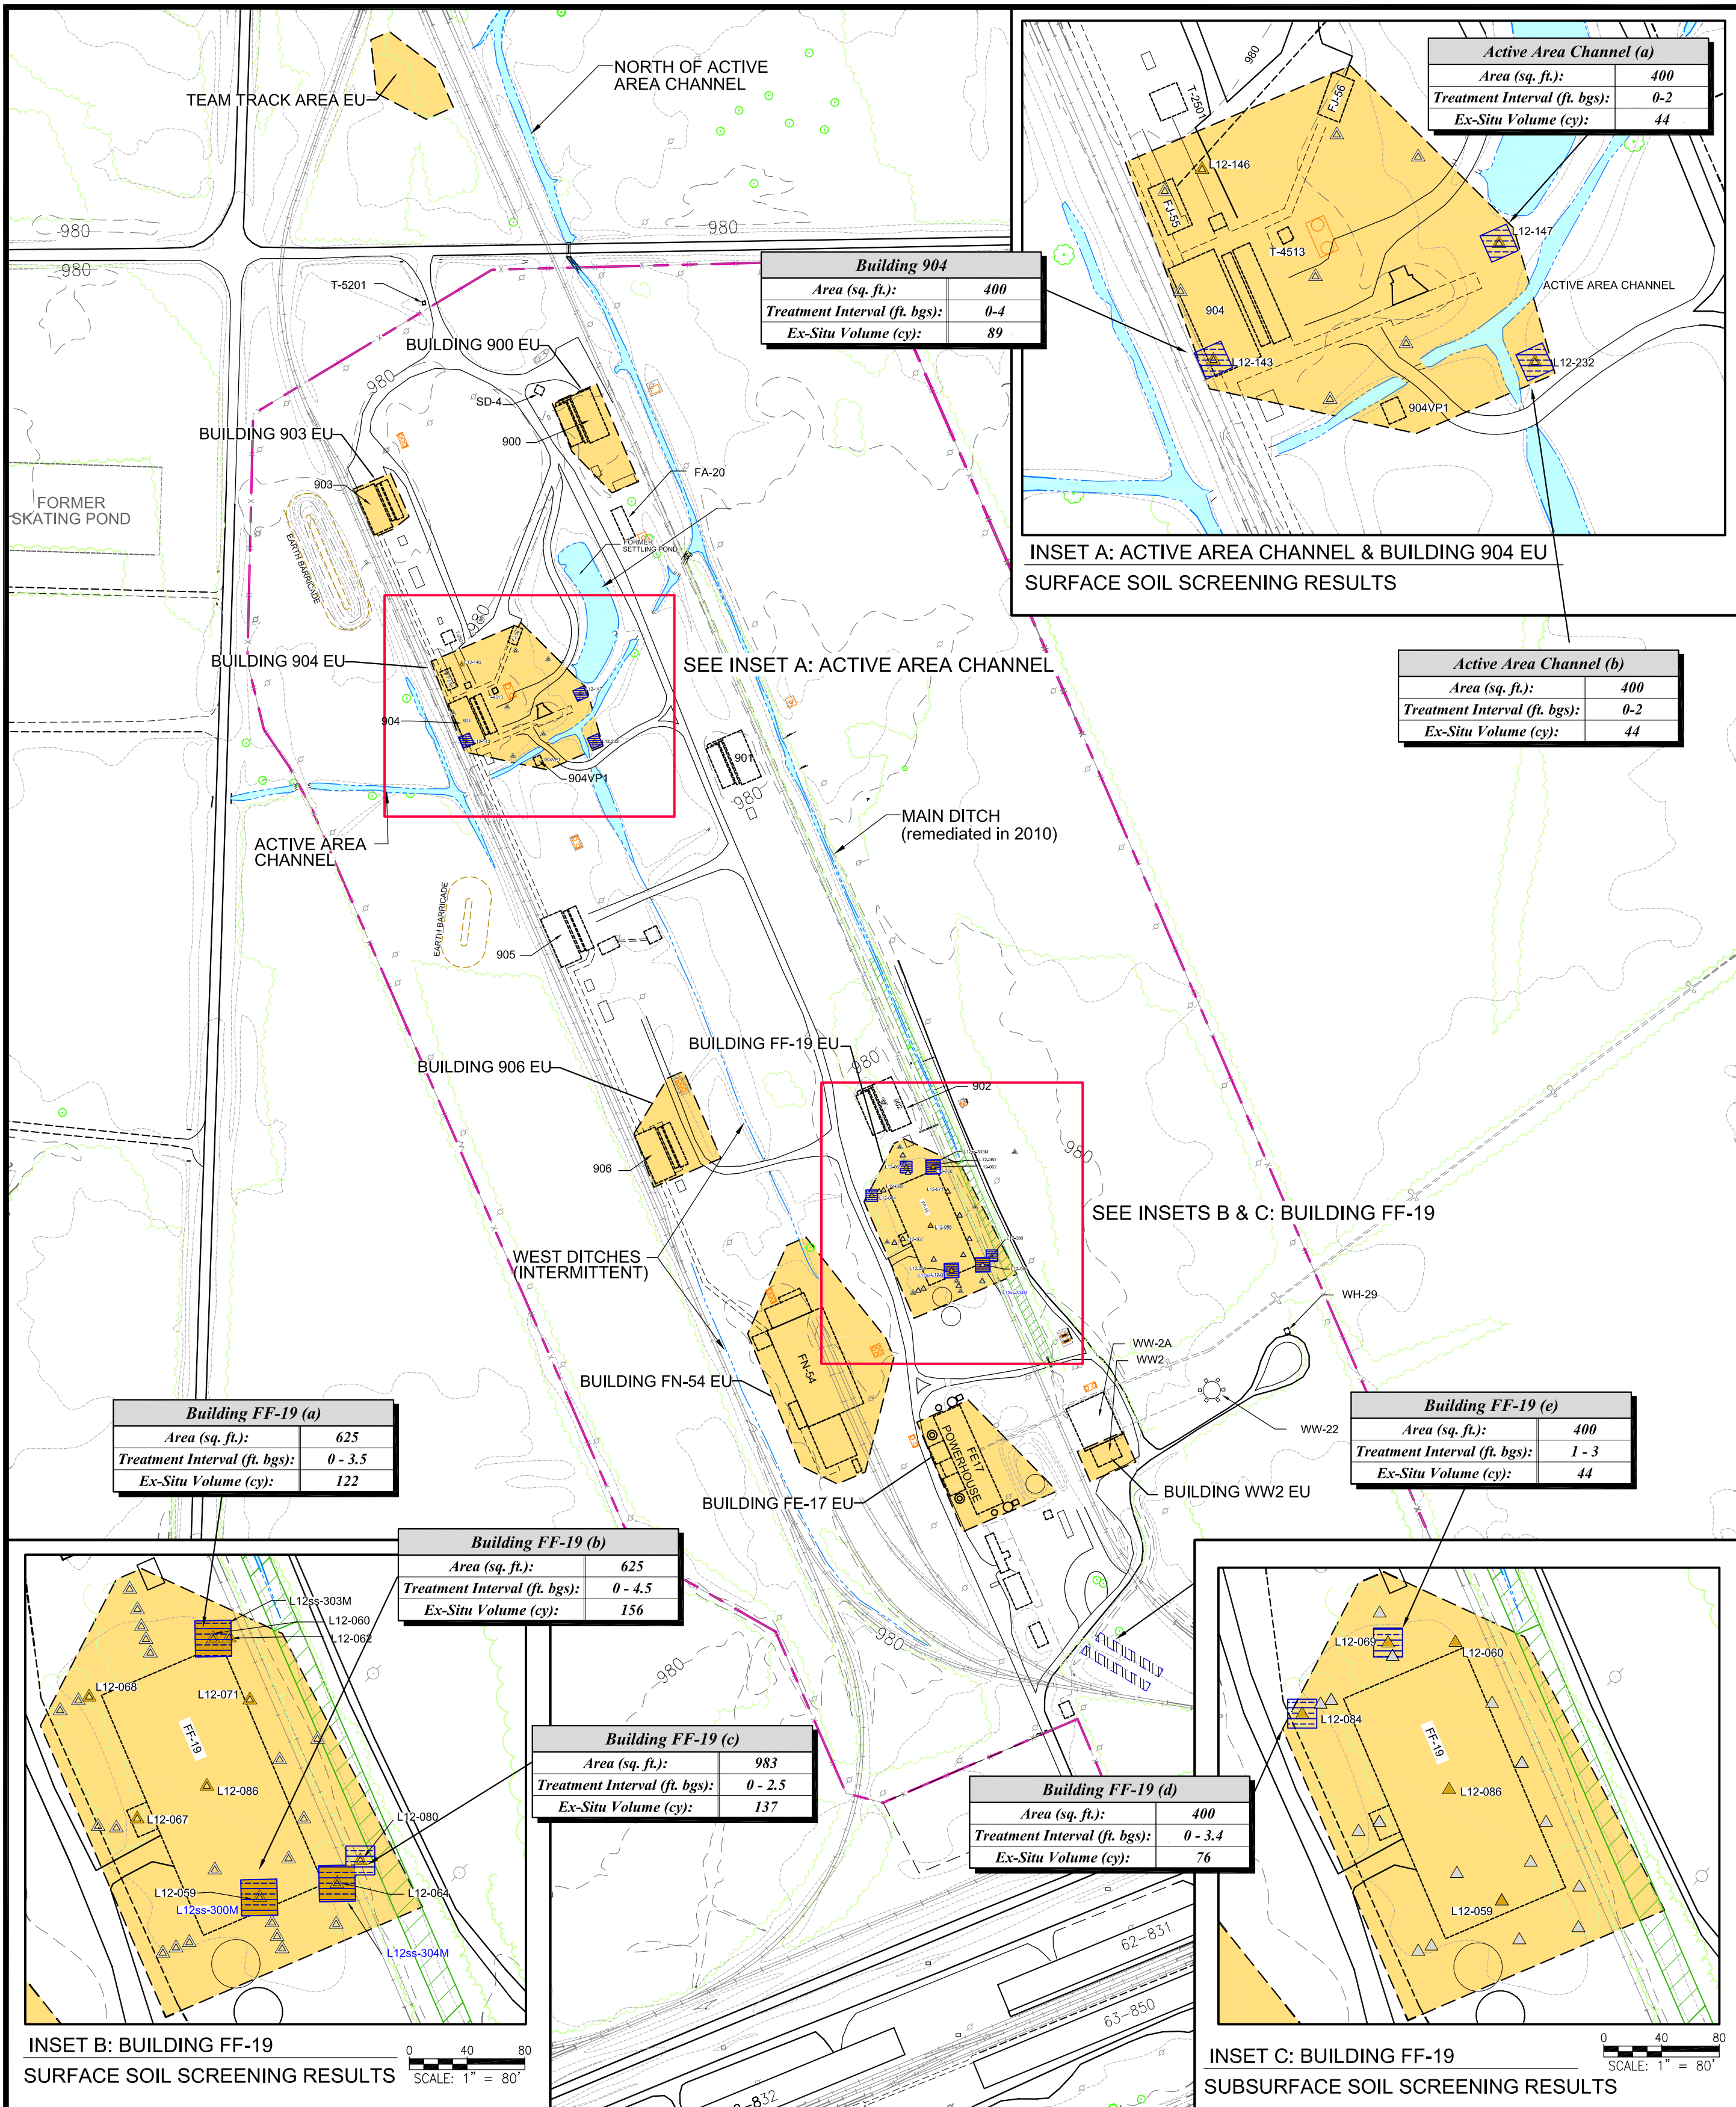 NORTH OF ACTIVE
AREA CHANNEL
TEAM TRACK AREA EU
980
980
980
T-5201
BUILDING 900 EU
980
SD-4
900
BUILDING 903 EU
903
FA-20
FORMER
SKATING POND
EARTH BARRICADE
FORMER
SETTLING POND
980
BUILDING 904 EU
SEE INSET A: ACTIVE AREA CHANNEL
904
904VP1
901
980
ACTIVE AREA
CHANNEL
MAIN DITCH
(remediated in 2010)
EARTH BARRICADE
905
BUILDING FF-19 EU
980
902
902
BUILDING 906 EU
906
980
SEE INSETS B & C: BUILDING FF-19
WEST DITCHES
(INTERMITTENT)
WH-29
WW-2A
WW2
FN-54
BUILDING FN-54 EU
WW-22
FE17
POWERHOUSE
BUILDING FE-17 EU
BUILDING WW2 EU
980
980
62-831
63-850
Building 904
Area (sq. ft.): 400
Treatment Interval (ft. bgs): 0-4
Ex-Situ Volume (cy): 89
Active Area Channel (a)
Area (sq. ft.): 400
Treatment Interval (ft. bgs): 0-2
Ex-Situ Volume (cy): 44
980
T-2501
FJ-56
L12-146
FJ-55
T-4513
L12-147
ACTIVE AREA CHANNEL
904
L12-143
L12-232
904VP1
INSET A: ACTIVE AREA CHANNEL & BUILDING 904 EU
SURFACE SOIL SCREENING RESULTS
Active Area Channel (b)
Area (sq. ft.): 400
Treatment Interval (ft. bgs): 0-2
Ex-Situ Volume (cy): 44
Building FF-19 (a)
Area (sq. ft.): 625
Treatment Interval (ft. bgs): 0 - 3.5
Ex-Situ Volume (cy): 122
Building FF-19 (b)
Area (sq. ft.): 625
Treatment Interval (ft. bgs): 0 - 4.5
Ex-Situ Volume (cy): 156
Building FF-19 (c)
Area (sq. ft.): 983
Treatment Interval (ft. bgs): 0 - 2.5
Ex-Situ Volume (cy): 137
Building FF-19 (d)
Area (sq. ft.): 400
Treatment Interval (ft. bgs): 0 - 3.4
Ex-Situ Volume (cy): 76
Building FF-19 (e)
Area (sq. ft.): 400
Treatment Interval (ft. bgs): 1 - 3
Ex-Situ Volume (cy): 44
L12ss-303M
L12-060
L12-062
L12-068
L12-071
FF-19
L12-086
L12-067
L12-080
L12-059
L12-064
L12ss-300M
L12ss-304M
INSET B: BUILDING FF-19
SURFACE SOIL SCREENING RESULTS
0 40 80
SCALE: 1" = 80'
L12-069
L12-060
L12-084
FF-19
L12-086
L12-059
INSET C: BUILDING FF-19
SUBSURFACE SOIL SCREENING RESULTS
0 40 80
SCALE: 1" = 80'